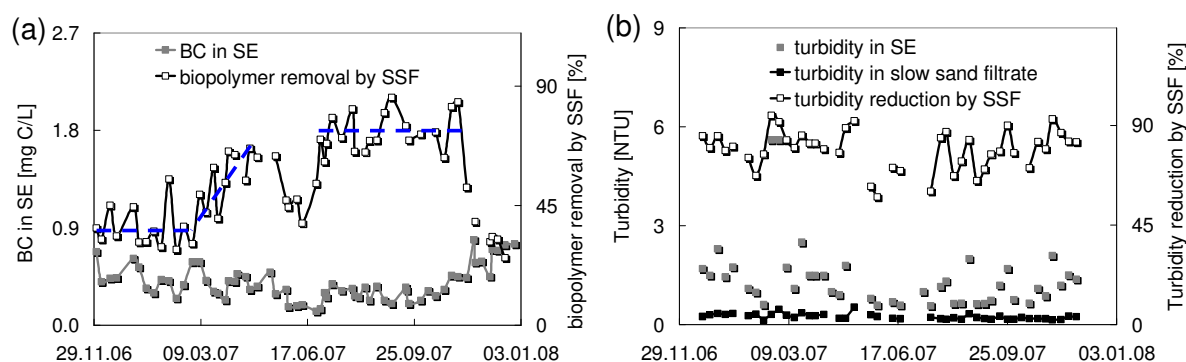 (a)
2.7
1.8
0.9
0.0
BC in SE [mg C/L]
BC in SE
biopolymer removal by SSF
90
45
0
biopolymer removal by SSF [%]
29.11.06 09.03.07 17.06.07 25.09.07 03.01.08
(b)
9
6
3
0
Turbidity [NTU]
turbidity in SE
turbidity in slow sand filtrate
turbidity reduction by SSF
90
45
0
Turbidity reduction by SSF [%]
29.11.06 09.03.07 17.06.07 25.09.07 03.01.08